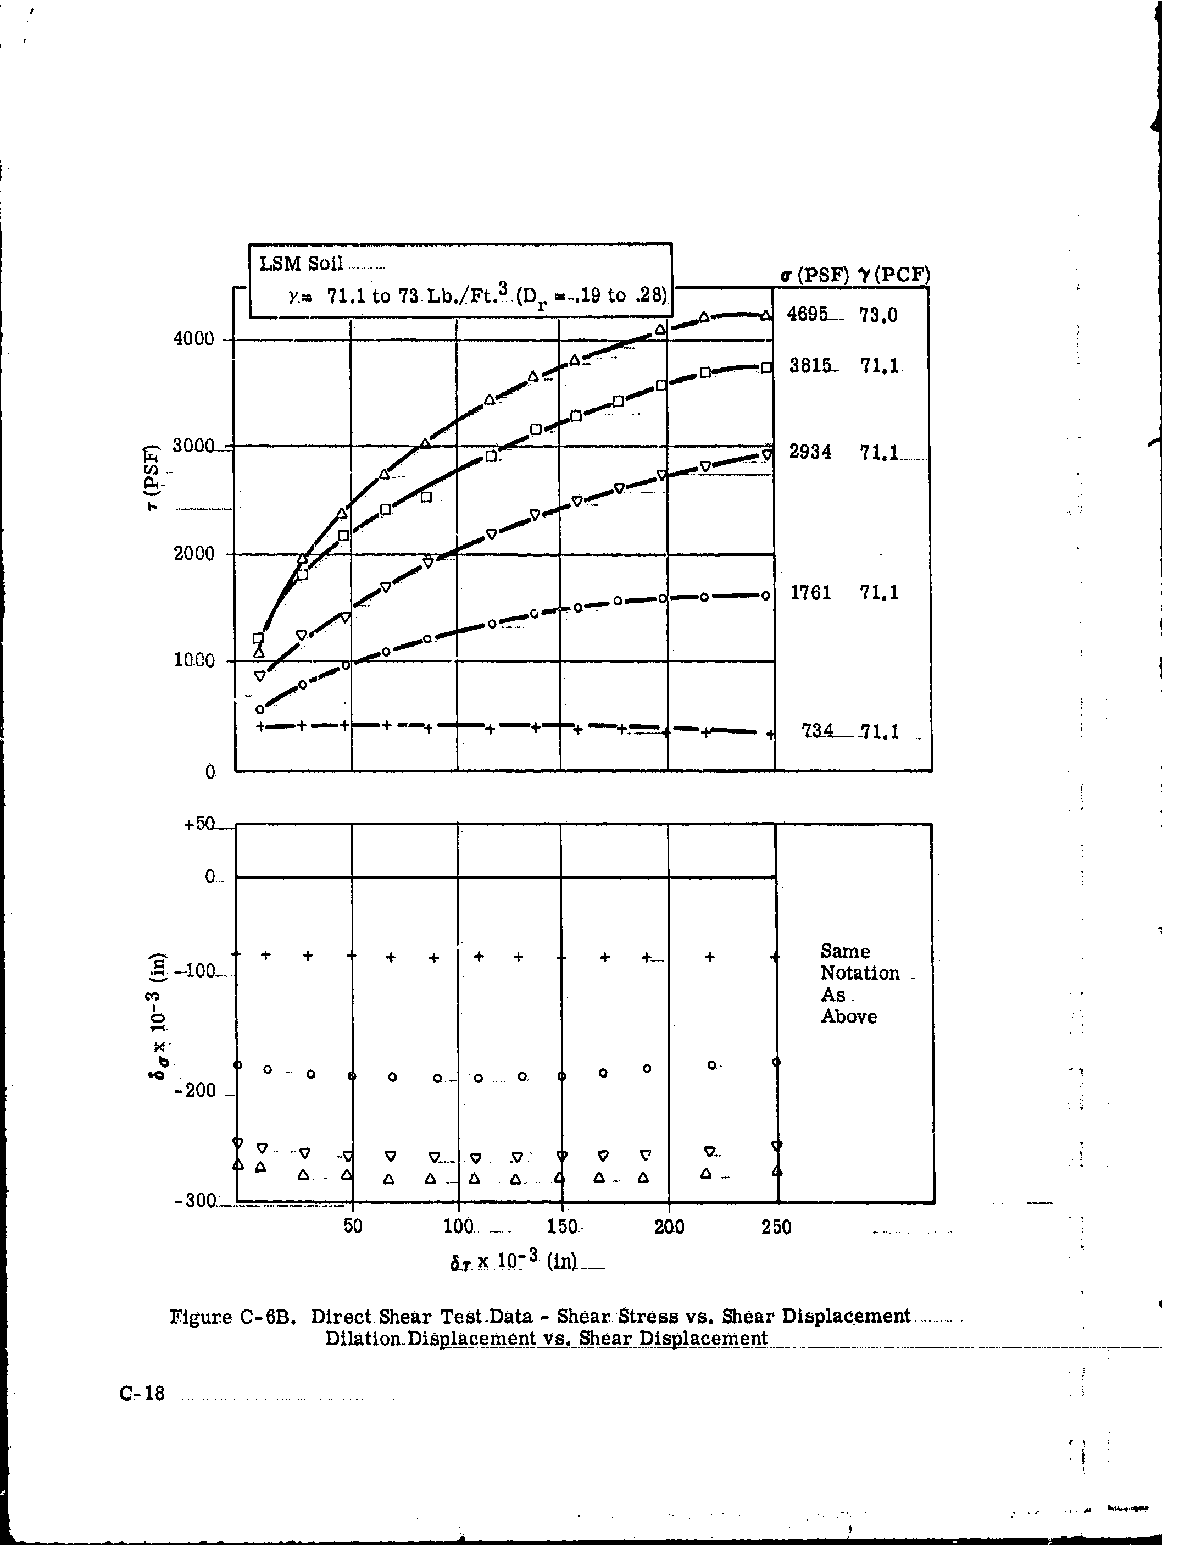 LSM Soil
γ = 71.1 to 73 Lb./Ft.³ (Dr = .19 to .28)
σ (PSF) γ (PCF)
4695 73.0
4000
3815 71.1
3000
2934 71.1
τ (PSF)
2000
1761 71.1
1000
734 71.1
0
+50
0
Same
Notation
As
Above
-100
δσ x 10⁻³ (in)
-200
-300
50 100 150 200 250
δτ x 10⁻³ (in)
Figure C-6B. Direct Shear Test Data - Shear Stress vs. Shear Displacement
Dilation Displacement vs. Shear Displacement
C-18